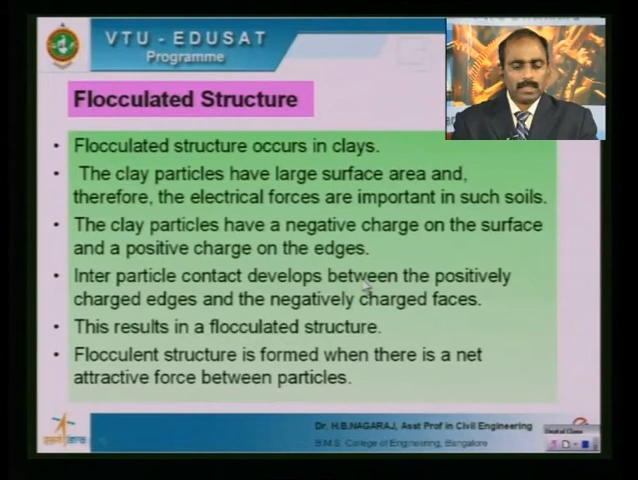 VTU - EDUSAT
Programme
Flocculated Structure
• Flocculated structure occurs in clays.
• The clay particles have large surface area and,
therefore, the electrical forces are important in such soils.
• The clay particles have a negative charge on the surface
and a positive charge on the edges.
• Inter particle contact develops between the positively
charged edges and the negatively charged faces.
• This results in a flocculated structure.
• Flocculent structure is formed when there is a net
attractive force between particles.
Dr. H.B.NAGARAJ, Asst Prof in Civil Engineering
B.M.S. College of Engineering, Bangalore